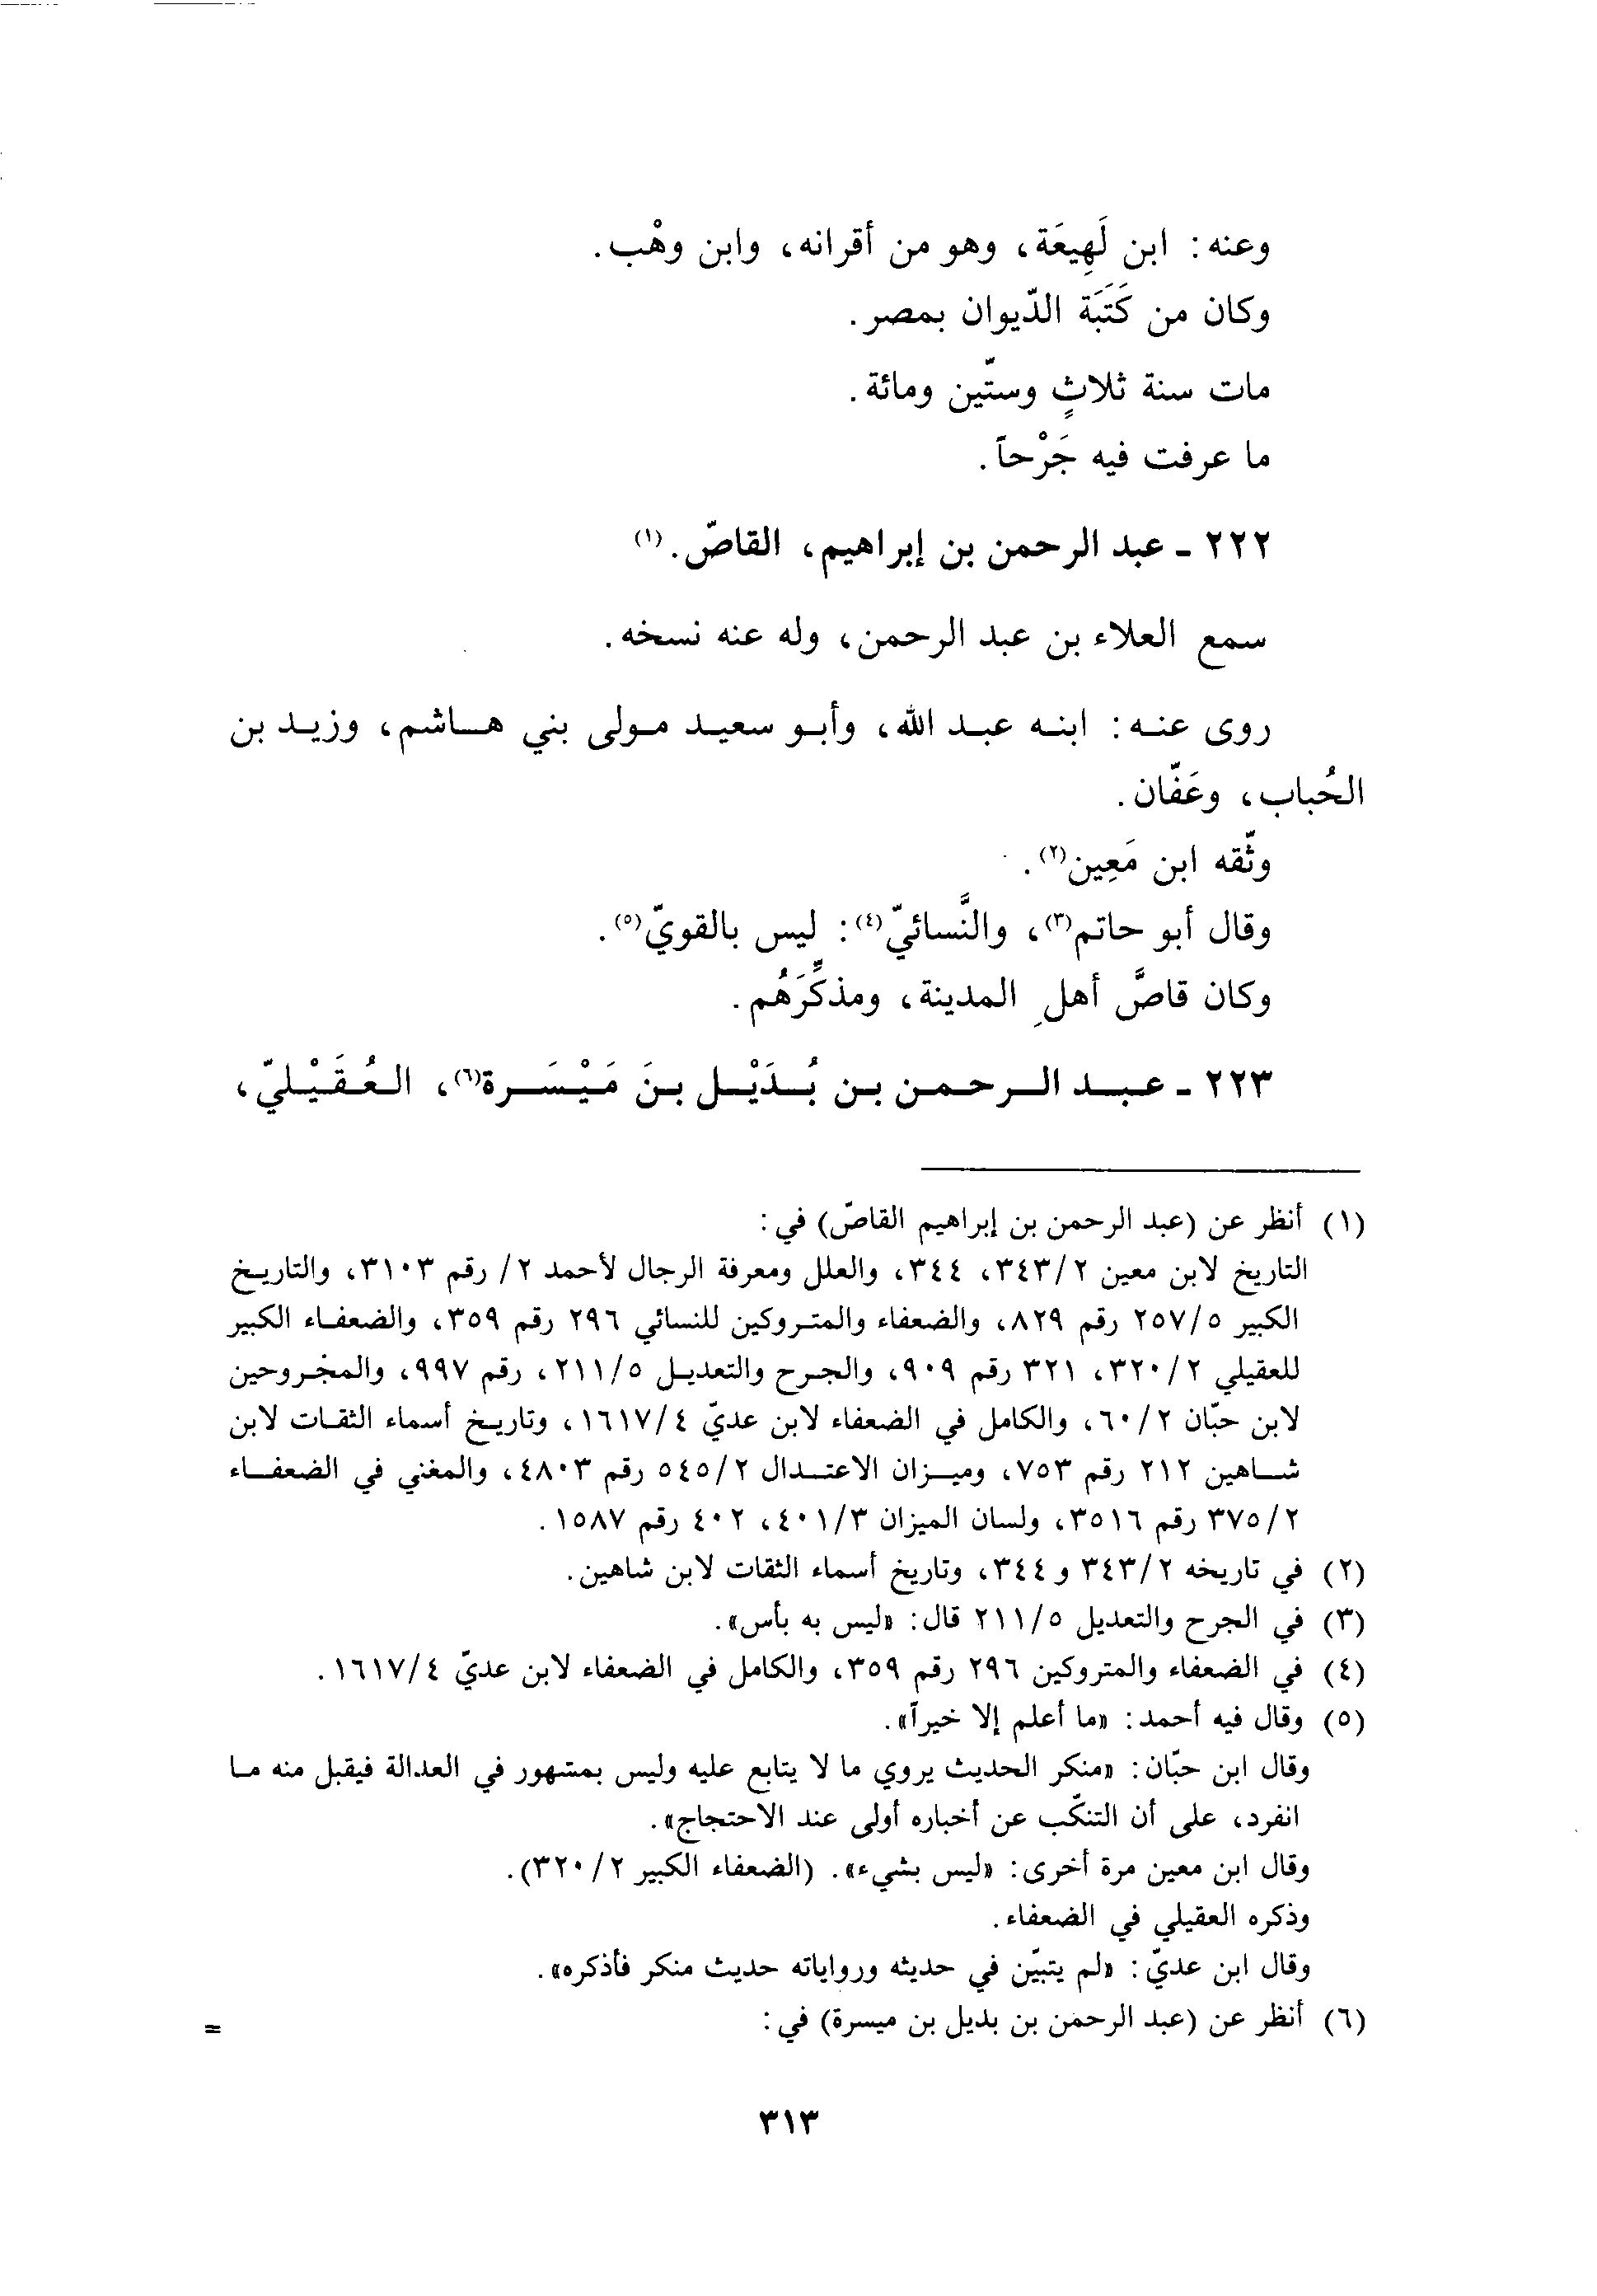 وعنه: ابن لَهِيعَة، وهو من أقرانه، وابن وهْب.
وكان من كَتَبَة الدّيوان بمصر.
مات سنة ثلاثٍ وستّين ومائة.
ما عرفت فيه جَرْحاً.
٢٢٢ ـ عبد الرحمن بن إبراهيم، القاصّ.(١)
سمع العلاء بن عبد الرحمن، وله عنه نسخه.
روى عنه: ابنه عبد الله، وأبو سعيد مولى بني هاشم، وزيد بن
الحُباب، وعَفّان.
وثّقه ابن مَعِين(٢).
وقال أبو حاتم(٣)، والنَّسائيّ(٤): ليس بالقويّ(٥).
وكان قاصَّ أهلِ المدينة، ومذكِّرَهُم.
٢٢٣ ـ عبد الرحمن بن بُدَيْل بنَ مَيْسَرة(٦)، العُقَيْليّ،
(١) أنظر عن (عبد الرحمن بن إبراهيم القاصّ) في:
التاريخ لابن معين ٣٤٣/٢، ٣٤٤، والعلل ومعرفة الرجال لأحمد ٢/ رقم ٣١٠٣، والتاريخ
الكبير ٢٥٧/٥ رقم ٨٢٩، والضعفاء والمتروكين للنسائي ٢٩٦ رقم ٣٥٩، والضعفاء الكبير
للعقيلي ٣٢٠/٢، ٣٢١ رقم ٩٠٩، والجرح والتعديل ٢١١/٥، رقم ٩٩٧، والمجروحين
لابن حبّان ٦٠/٢، والكامل في الضعفاء لابن عديّ ١٦١٧/٤، وتاريخ أسماء الثقات لابن
شاهين ٢١٢ رقم ٧٥٣، وميزان الاعتدال ٥٤٥/٢ رقم ٤٨٠٣، والمغني في الضعفاء
٣٧٥/٢ رقم ٣٥١٦، ولسان الميزان ٤٠١/٣، ٤٠٢ رقم ١٥٨٧.
(٢) في تاريخه ٣٤٣/٢ و ٣٤٤، وتاريخ أسماء الثقات لابن شاهين.
(٣) في الجرح والتعديل ٢١١/٥ قال: «ليس به بأس».
(٤) في الضعفاء والمتروكين ٢٩٦ رقم ٣٥٩، والكامل في الضعفاء لابن عديّ ١٦١٧/٤.
(٥) وقال فيه أحمد: «ما أعلم إلا خيراً».
وقال ابن حبّان: «منكر الحديث يروي ما لا يتابع عليه وليس بمشهور في العدالة فيقبل منه ما
انفرد، على أن التنكّب عن أخباره أولى عند الاحتجاج».
وقال ابن معين مرة أخرى: «ليس بشيء». (الضعفاء الكبير ٣٢٠/٢).
وذكره العقيلي في الضعفاء.
وقال ابن عديّ: «لم يتبيّن في حديثه ورواياته حديث منكر فأذكره».
(٦) أنظر عن (عبد الرحمن بن بديل بن ميسرة) في: =
٣١٣